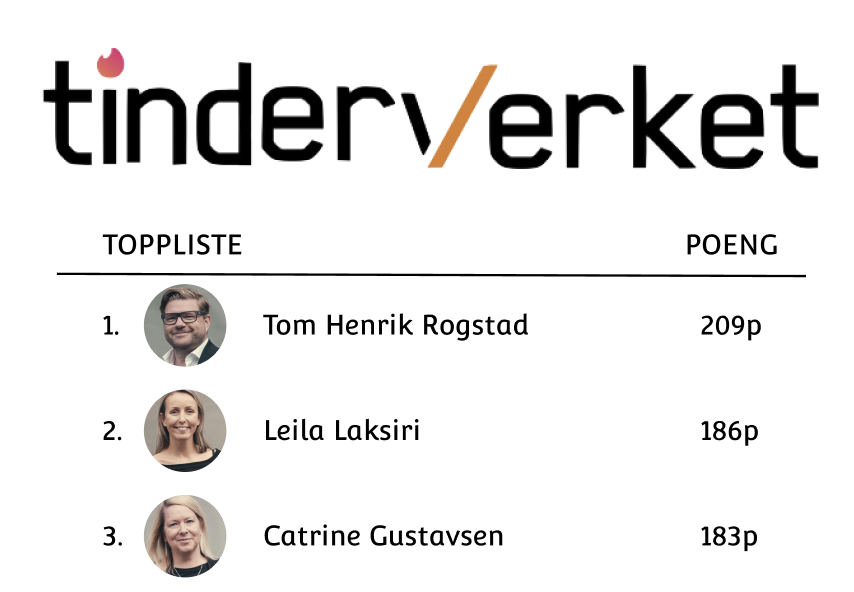 tinderverket
TOPPLISTE POENG
1. Tom Henrik Rogstad 209p
2. Leila Laksiri 186p
3. Catrine Gustavsen 183p